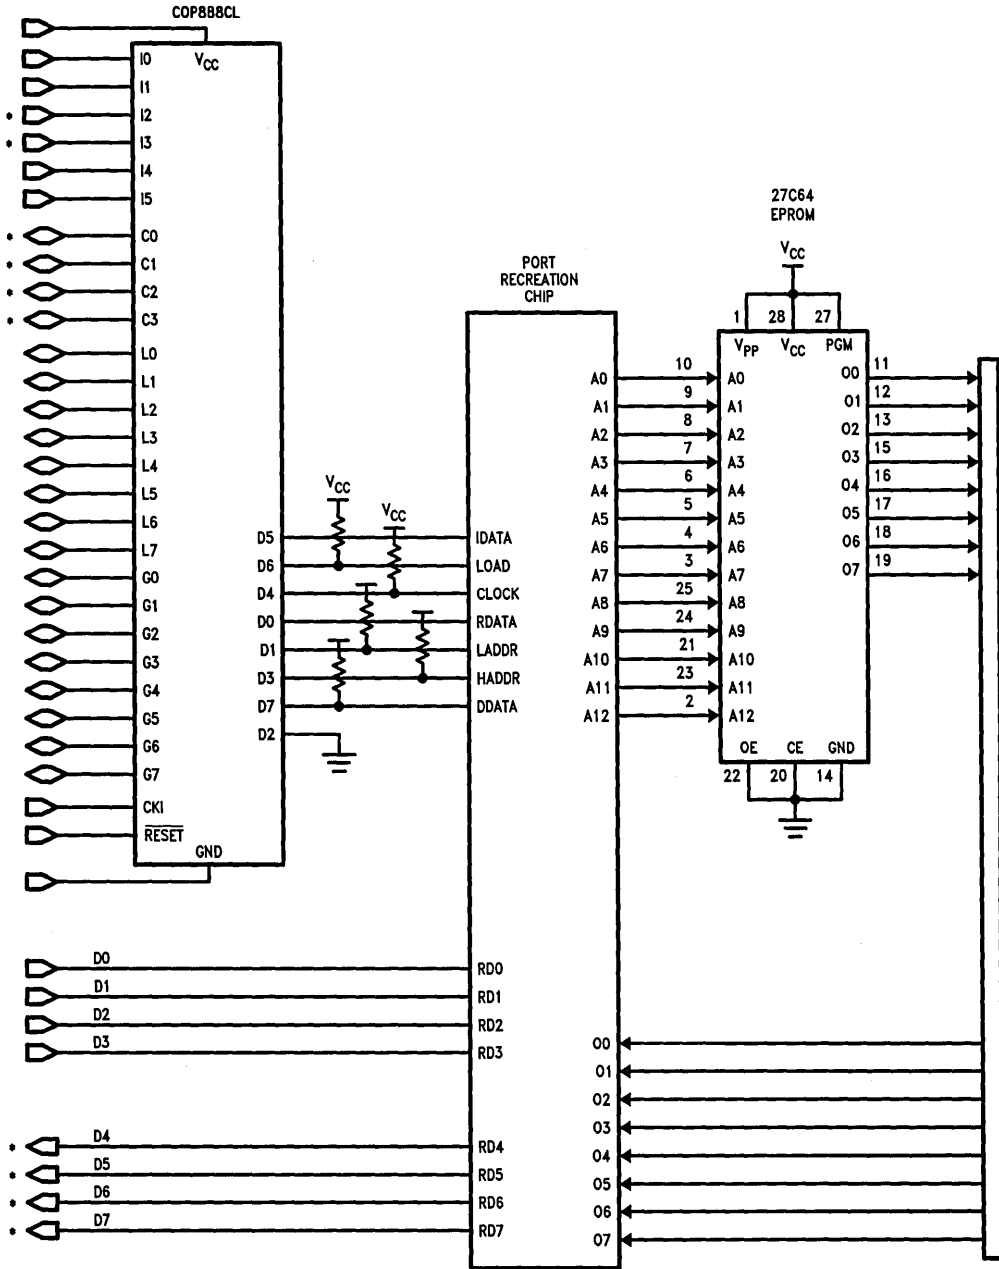 COP888CL
VCC
I0
I1
* I2
* I3
I4
I5
* C0
* C1
* C2
* C3
L0
L1
L2
L3
L4
L5
L6
L7
G0
G1
G2
G3
G4
G5
G6
G7
CKI
RESET
GND
D5
D6
D4
D0
D1
D3
D7
D2
VCC
VCC
PORT
RECREATION
CHIP
IDATA
LOAD
CLOCK
RDATA
LADDR
HADDR
DDATA
A0
A1
A2
A3
A4
A5
A6
A7
A8
A9
A10
A11
A12
10
9
8
7
6
5
4
3
25
24
21
23
2
27C64
EPROM
VCC
1 28 27
VPP VCC PGM
A0
A1
A2
A3
A4
A5
A6
A7
A8
A9
A10
A11
A12
O0 11
O1 12
O2 13
O3 15
O4 16
O5 17
O6 18
O7 19
OE CE GND
22 20 14
D0 RD0
D1 RD1
D2 RD2
D3 RD3
* D4 RD4
* D5 RD5
* D6 RD6
* D7 RD7
O0
O1
O2
O3
O4
O5
O6
O7